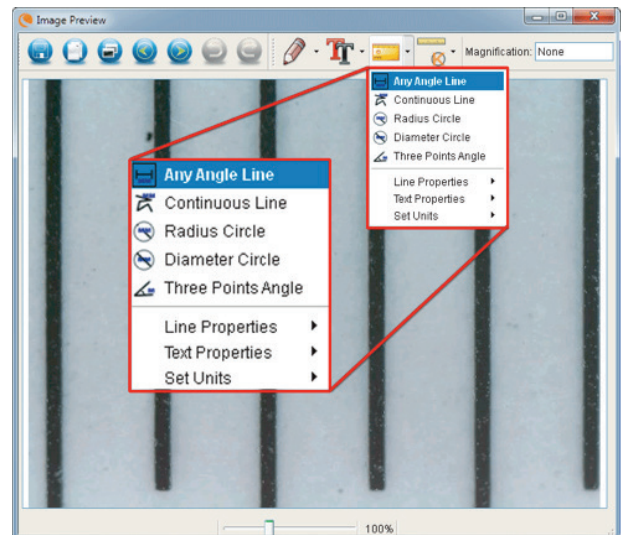 Image Preview
Magnification: None
Any Angle Line
Continuous Line
Radius Circle
Diameter Circle
Three Points Angle
Line Properties
Text Properties
Set Units
Any Angle Line
Continuous Line
Radius Circle
Diameter Circle
Three Points Angle
Line Properties
Text Properties
Set Units
100%